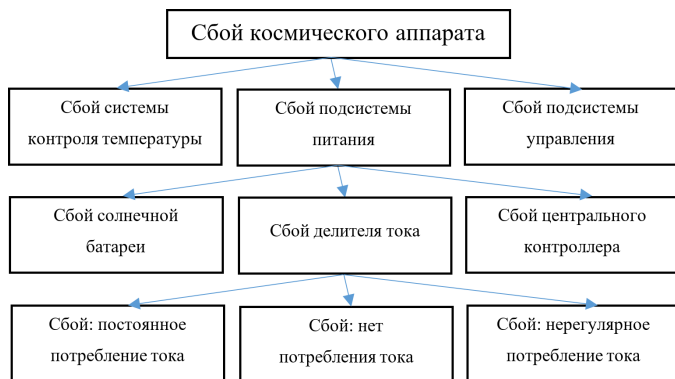 Сбой космического аппарата
Сбой системы
контроля температуры
Сбой подсистемы
питания
Сбой подсистемы
управления
Сбой солнечной
батареи
Сбой делителя тока
Сбой центрального
контроллера
Сбой: постоянное
потребление тока
Сбой: нет
потребления тока
Сбой: нерегулярное
потребление тока